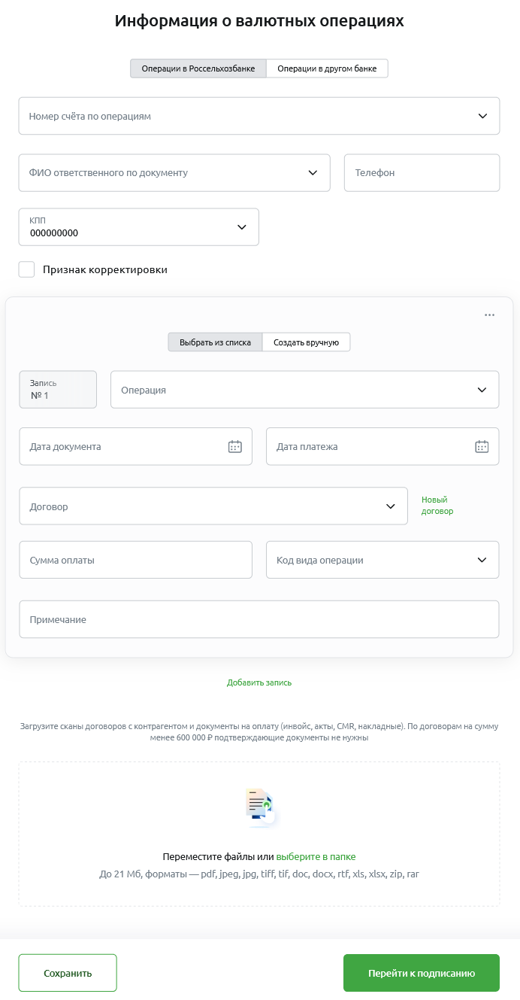 Информация о валютных операциях
Операции в Россельхозбанке
Операции в другом банке
Номер счёта по операциям
ФИО ответственного по документу
Телефон
КПП
000000000
Признак корректировки
Выбрать из списка
Создать вручную
Запись
№ 1
Операция
Дата документа
Дата платежа
Договор
Новый
договор
Сумма оплаты
Код вида операции
Примечание
Добавить запись
Загрузите сканы договоров с контрагентом и документы на оплату (инвойс, акты, CMR, накладные). По договорам на сумму
менее 600 000 ₽ подтверждающие документы не нужны
Переместите файлы или выберите в папке
До 21 Мб, форматы — pdf, jpeg, jpg, tiff, tif, doc, docx, rtf, xls, xlsx, zip, rar
Сохранить
Перейти к подписанию